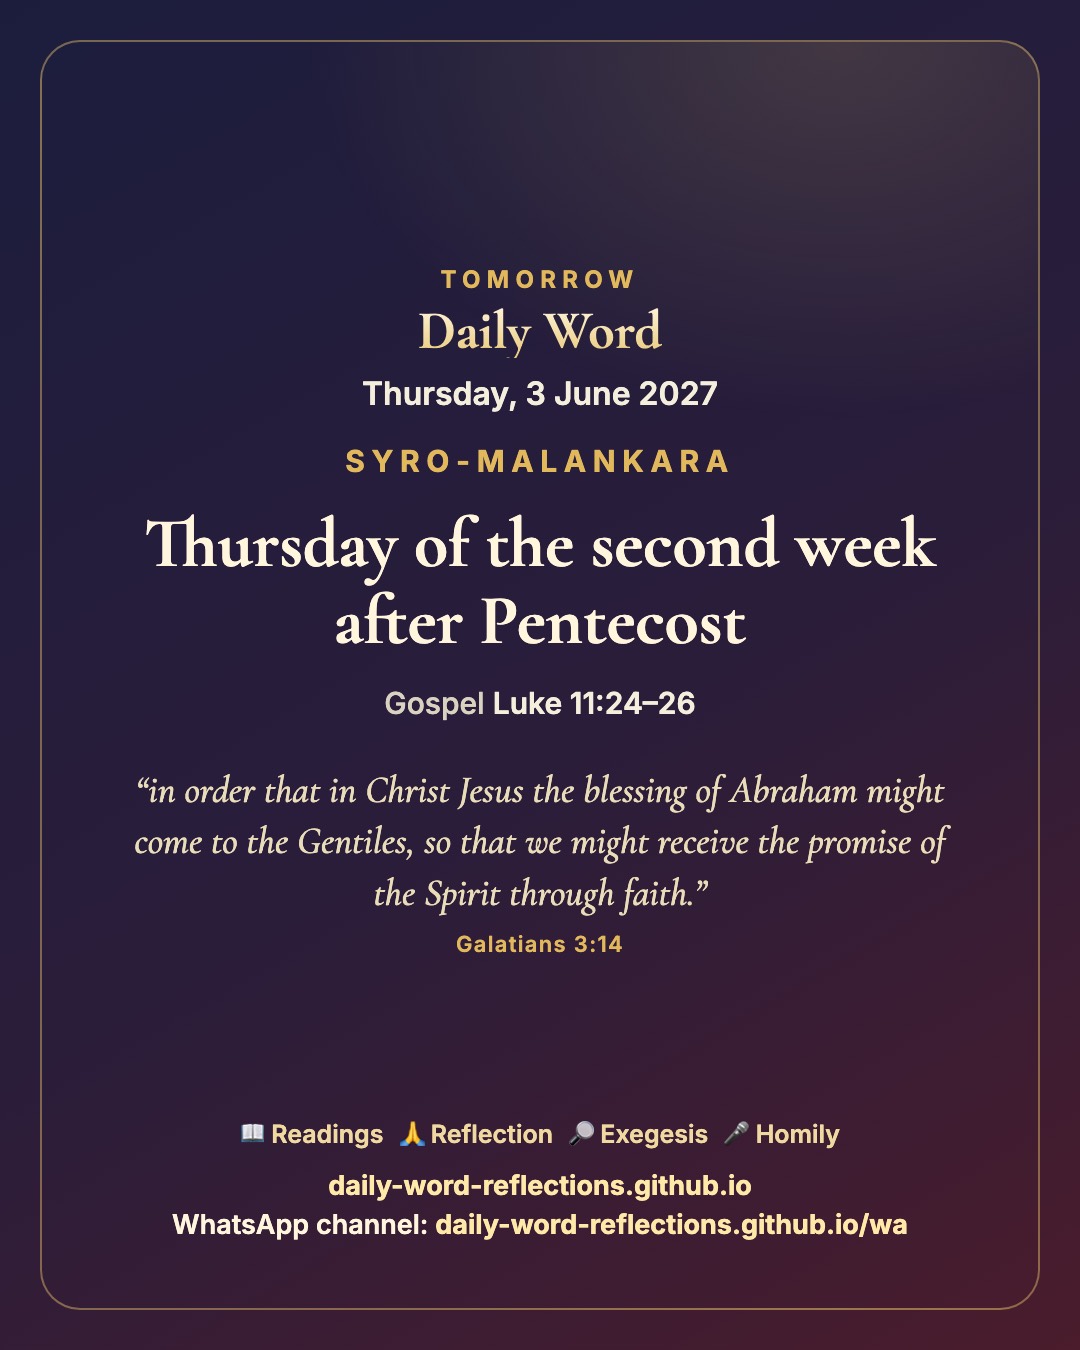 TOMORROW
Daily Word
Thursday, 3 June 2027
SYRO-MALANKARA
Thursday of the second week
after Pentecost
Gospel Luke 11:24–26
“in order that in Christ Jesus the blessing of Abraham might
come to the Gentiles, so that we might receive the promise of
the Spirit through faith.”
Galatians 3:14
📖 Readings 🙏 Reflection 🔎 Exegesis 🎤 Homily
daily-word-reflections.github.io
WhatsApp channel: daily-word-reflections.github.io/wa